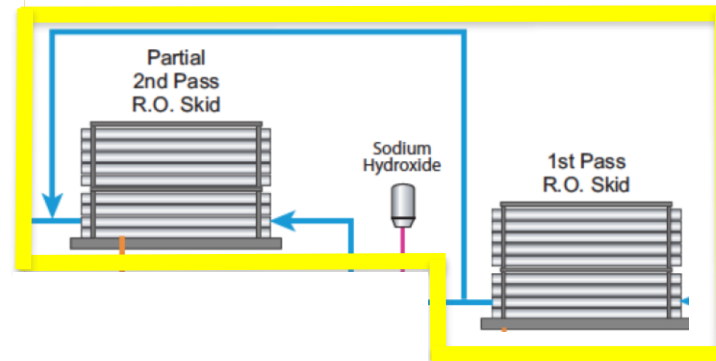 Partial
2nd Pass
R.O. Skid
Sodium
Hydroxide
1st Pass
R.O. Skid